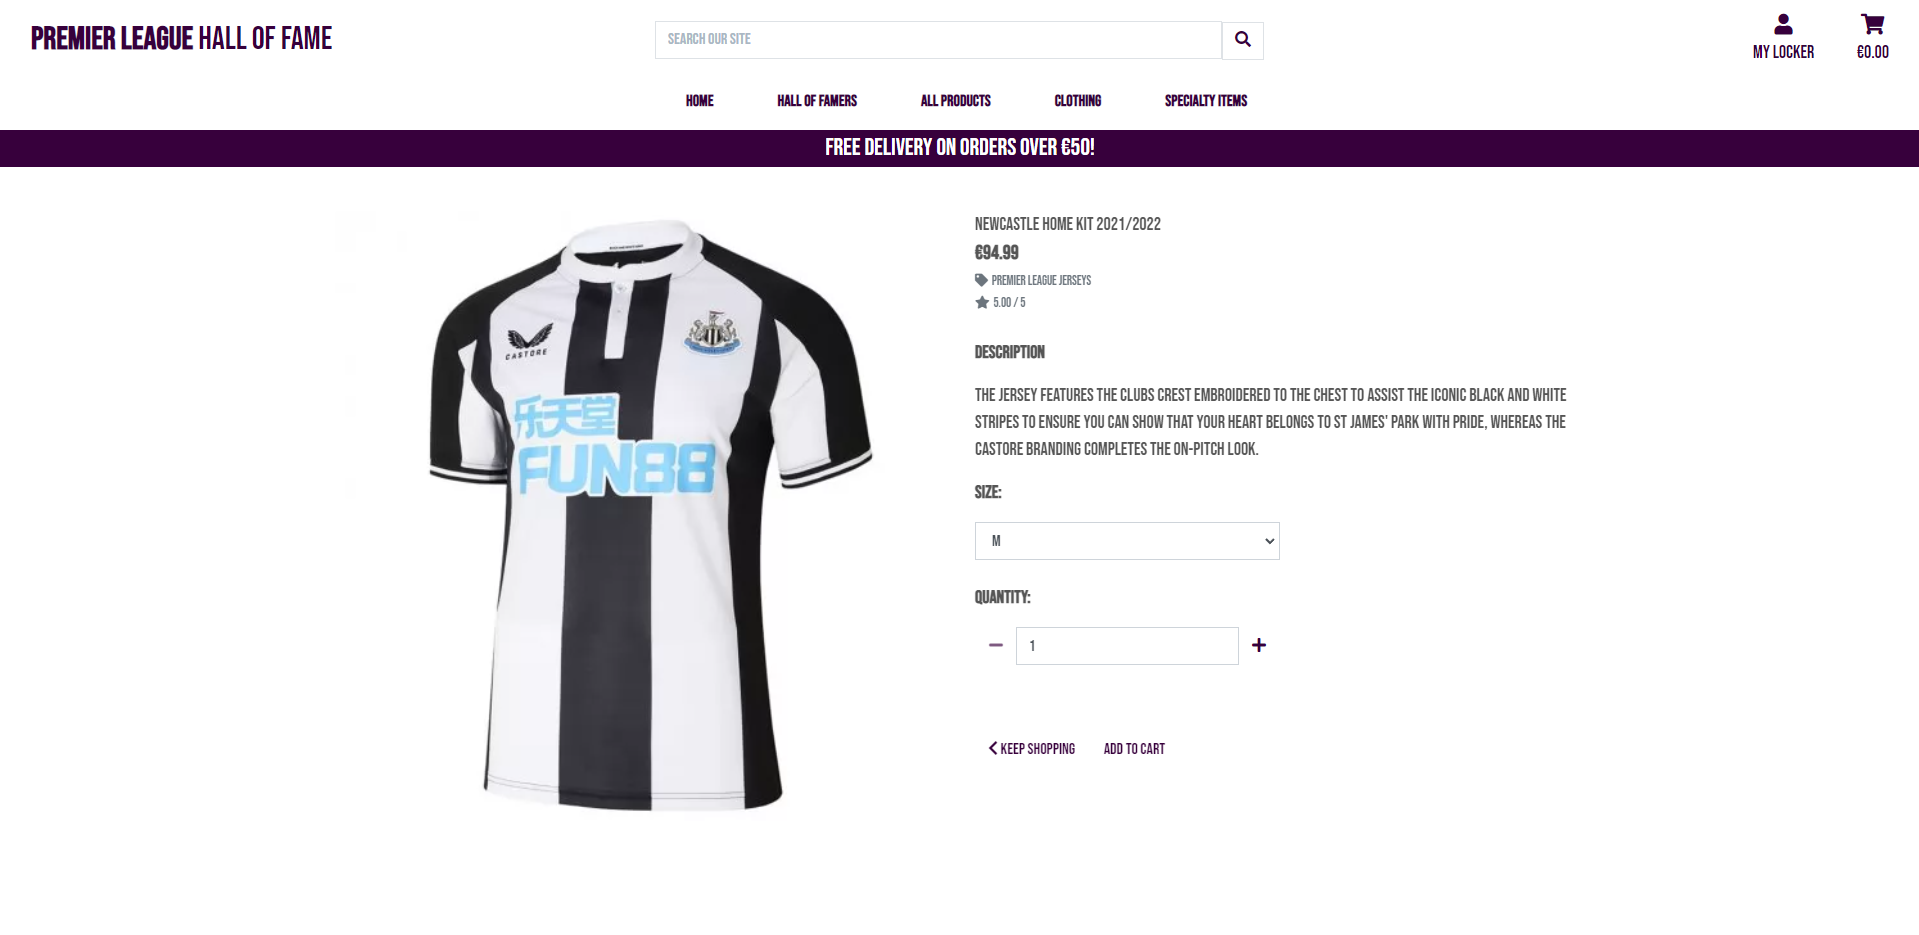 PREMIER LEAGUE HALL OF FAME
SEARCH OUR SITE
MY LOCKER
€0.00
HOME
HALL OF FAMERS
ALL PRODUCTS
CLOTHING
SPECIALTY ITEMS
FREE DELIVERY ON ORDERS OVER €50!
CASTORE
乐天堂
FUN88
NEWCASTLE HOME KIT 2021/2022
€94.99
PREMIER LEAGUE JERSEYS
5.00 / 5
DESCRIPTION
THE JERSEY FEATURES THE CLUBS CREST EMBROIDERED TO THE CHEST TO ASSIST THE ICONIC BLACK AND WHITE
STRIPES TO ENSURE YOU CAN SHOW THAT YOUR HEART BELONGS TO ST JAMES' PARK WITH PRIDE, WHEREAS THE
CASTORE BRANDING COMPLETES THE ON-PITCH LOOK.
SIZE:
M
QUANTITY:
1
KEEP SHOPPING
ADD TO CART